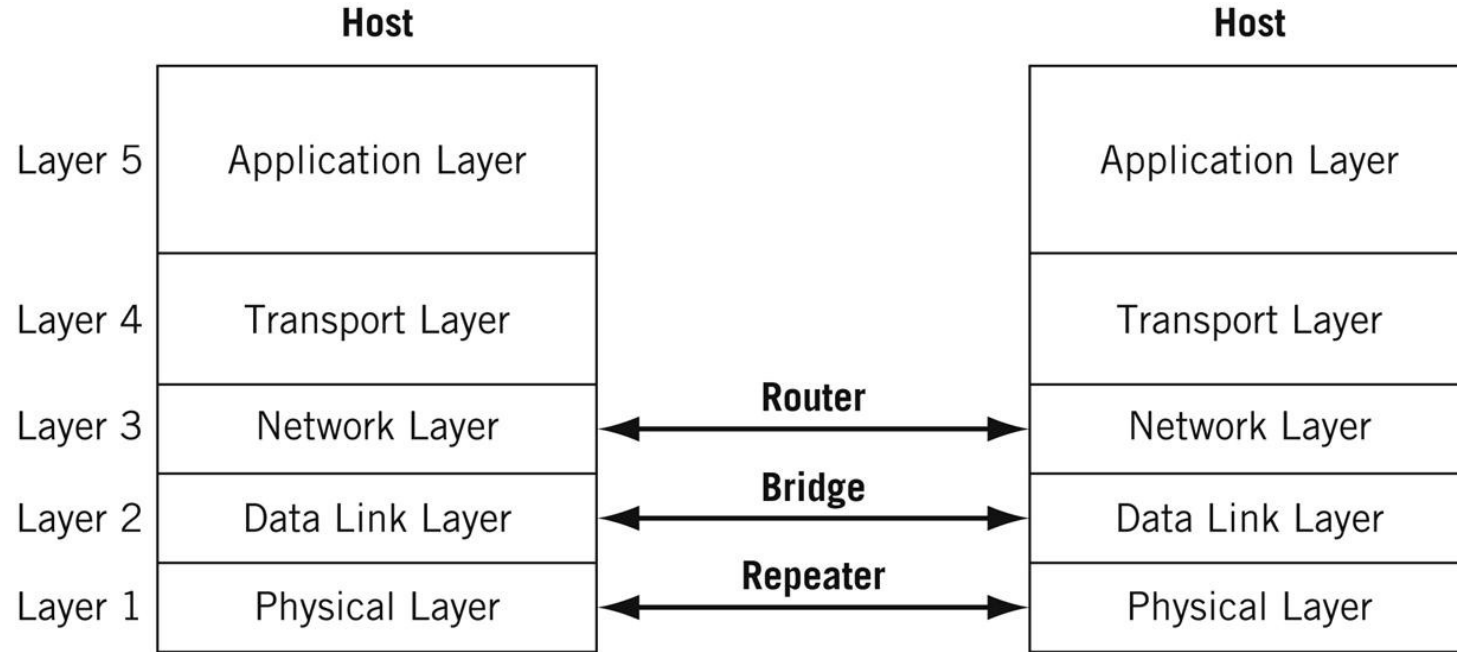 Host Host
Layer 5 Application Layer Application Layer
Layer 4 Transport Layer Transport Layer
Router
Layer 3 Network Layer Network Layer
Bridge
Layer 2 Data Link Layer Data Link Layer
Repeater
Layer 1 Physical Layer Physical Layer